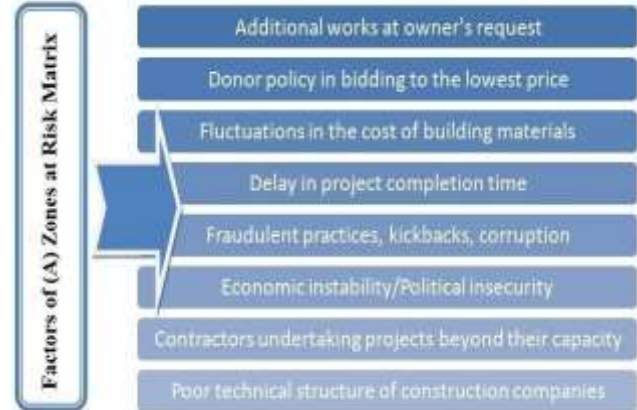 Factors of (A) Zones at Risk Matrix
Additional works at owner's request
Donor policy in bidding to the lowest price
Fluctuations in the cost of building materials
Delay in project completion time
Fraudulent practices, kickbacks, corruption
Economic instability/Political insecurity
Contractors undertaking projects beyond their capacity
Poor technical structure of construction companies